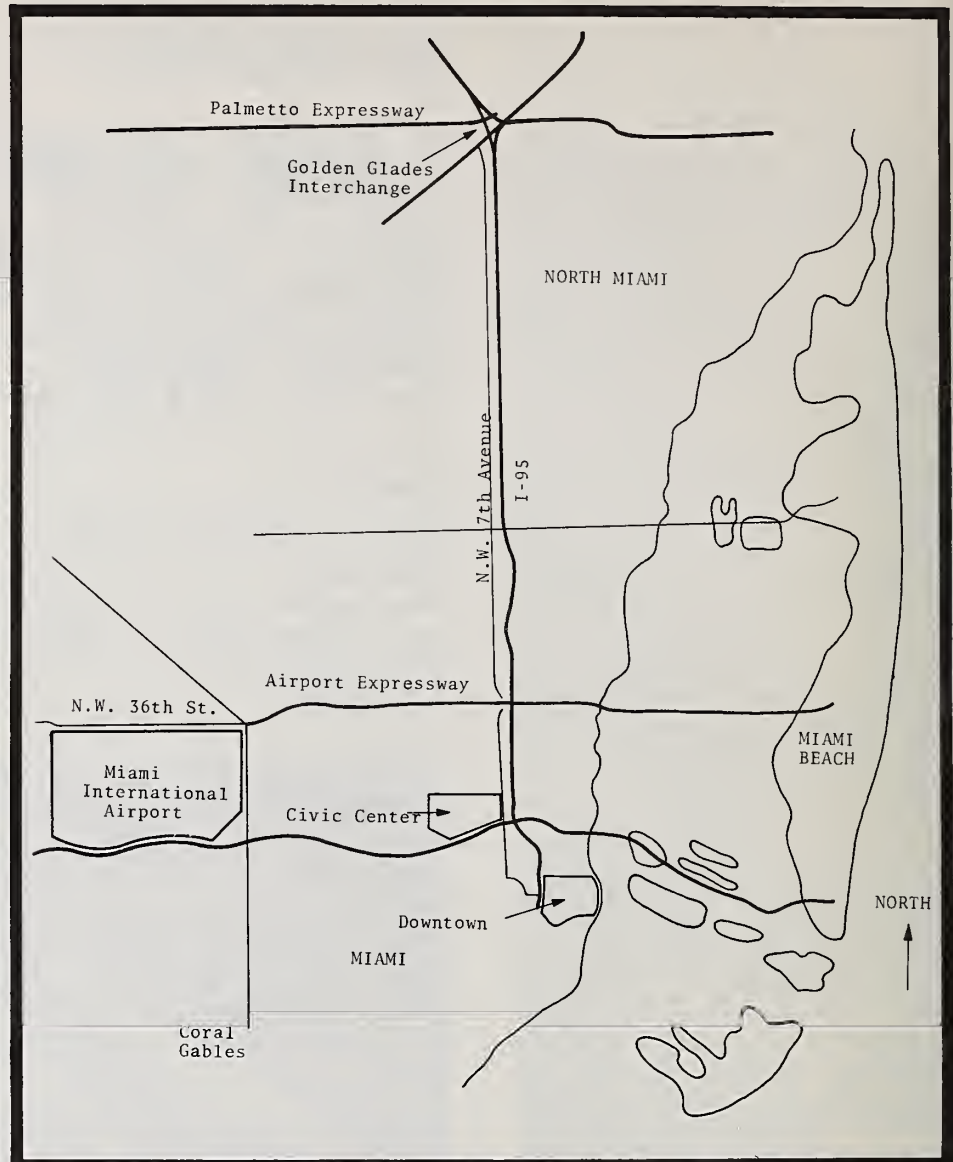 Palmetto Expressway
Golden Glades
Interchange
NORTH MIAMI
N.W. 7th Avenue
I-95
Airport Expressway
N.W. 36th St.
Miami
International
Airport
MIAMI
BEACH
Civic Center
NORTH
Downtown
MIAMI
Coral
Gables